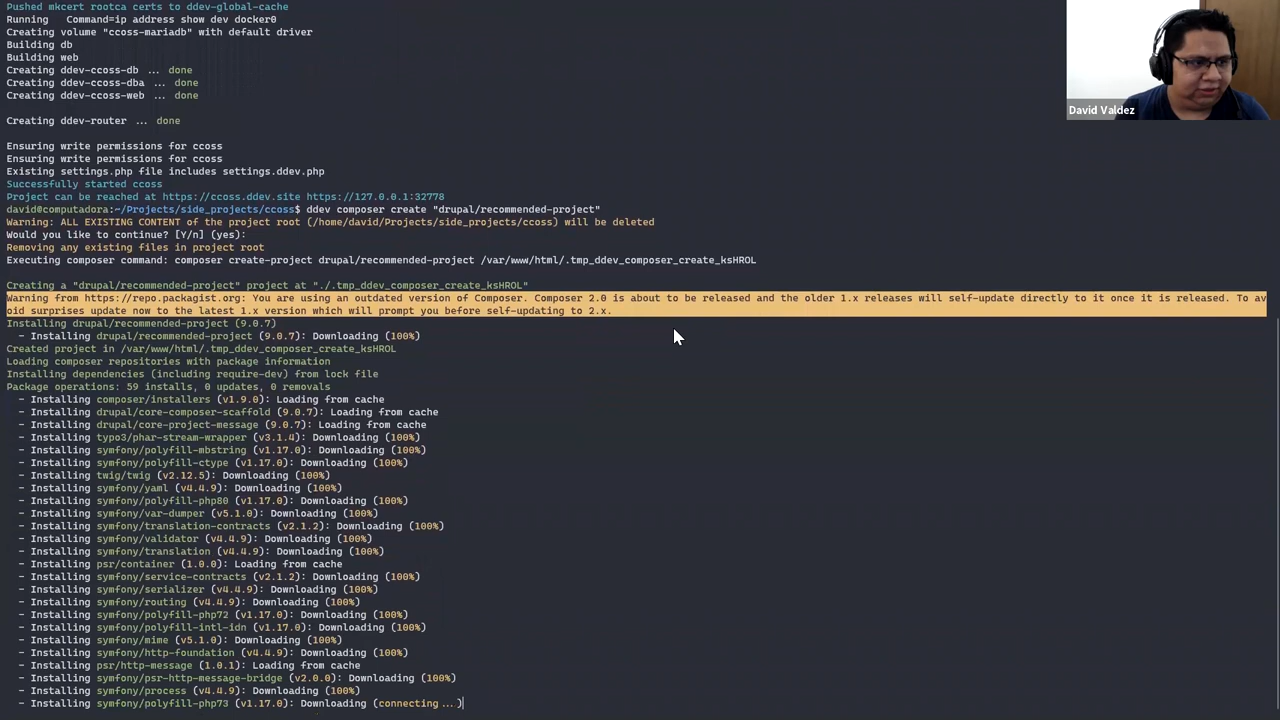 Pushed mkcert rootca certs to ddev-global-cache
Running   Command=ip address show dev docker0
Creating volume "ccoss-mariadb" with default driver
Building db
Building web
Creating ddev-ccoss-db  ... done
Creating ddev-ccoss-dba  ... done
Creating ddev-ccoss-web  ... done
Creating ddev-router  ... done
Ensuring write permissions for ccoss
Ensuring write permissions for ccoss
Existing settings.php file includes settings.ddev.php
Successfully started ccoss
Project can be reached at https://ccoss.ddev.site https://127.0.0.1:32778
david@computadora:~/Projects/side_projects/ccoss$ ddev composer create "drupal/recommended-project"
Warning: ALL EXISTING CONTENT of the project root (/home/david/Projects/side_projects/ccoss) will be deleted
Would you like to continue? [Y/n] (yes):
Removing any existing files in project root
Executing composer command: composer create-project drupal/recommended-project /var/www/html/.tmp_ddev_composer_create_ksHROL
Creating a "drupal/recommended-project" project at "./.tmp_ddev_composer_create_ksHROL"
Warning from https://repo.packagist.org: You are using an outdated version of Composer. Composer 2.0 is about to be released and the older 1.x releases will self-update directly to it once it is released. To av
oid surprises update now to the latest 1.x version which will prompt you before self-updating to 2.x.
Installing drupal/recommended-project (9.0.7)
  - Installing drupal/recommended-project (9.0.7): Downloading (100%)
Created project in /var/www/html/.tmp_ddev_composer_create_ksHROL
Loading composer repositories with package information
Installing dependencies (including require-dev) from lock file
Package operations: 59 installs, 0 updates, 0 removals
  - Installing composer/installers (v1.9.0): Loading from cache
  - Installing drupal/core-composer-scaffold (9.0.7): Loading from cache
  - Installing drupal/core-project-message (9.0.7): Loading from cache
  - Installing typo3/phar-stream-wrapper (v3.1.4): Downloading (100%)
  - Installing symfony/polyfill-mbstring (v1.17.0): Downloading (100%)
  - Installing symfony/polyfill-ctype (v1.17.0): Downloading (100%)
  - Installing twig/twig (v2.12.5): Downloading (100%)
  - Installing symfony/yaml (v4.4.9): Downloading (100%)
  - Installing symfony/polyfill-php80 (v1.17.0): Downloading (100%)
  - Installing symfony/var-dumper (v5.1.0): Downloading (100%)
  - Installing symfony/translation-contracts (v2.1.2): Downloading (100%)
  - Installing symfony/validator (v4.4.9): Downloading (100%)
  - Installing symfony/translation (v4.4.9): Downloading (100%)
  - Installing psr/container (1.0.0): Loading from cache
  - Installing symfony/service-contracts (v2.1.2): Downloading (100%)
  - Installing symfony/serializer (v4.4.9): Downloading (100%)
  - Installing symfony/routing (v4.4.9): Downloading (100%)
  - Installing symfony/polyfill-php72 (v1.17.0): Downloading (100%)
  - Installing symfony/polyfill-intl-idn (v1.17.0): Downloading (100%)
  - Installing symfony/mime (v5.1.0): Downloading (100%)
  - Installing symfony/http-foundation (v4.4.9): Downloading (100%)
  - Installing psr/http-message (1.0.1): Loading from cache
  - Installing symfony/psr-http-message-bridge (v2.0.0): Downloading (100%)
  - Installing symfony/process (v4.4.9): Downloading (100%)
  - Installing symfony/polyfill-php73 (v1.17.0): Downloading (connecting...)
David Valdez